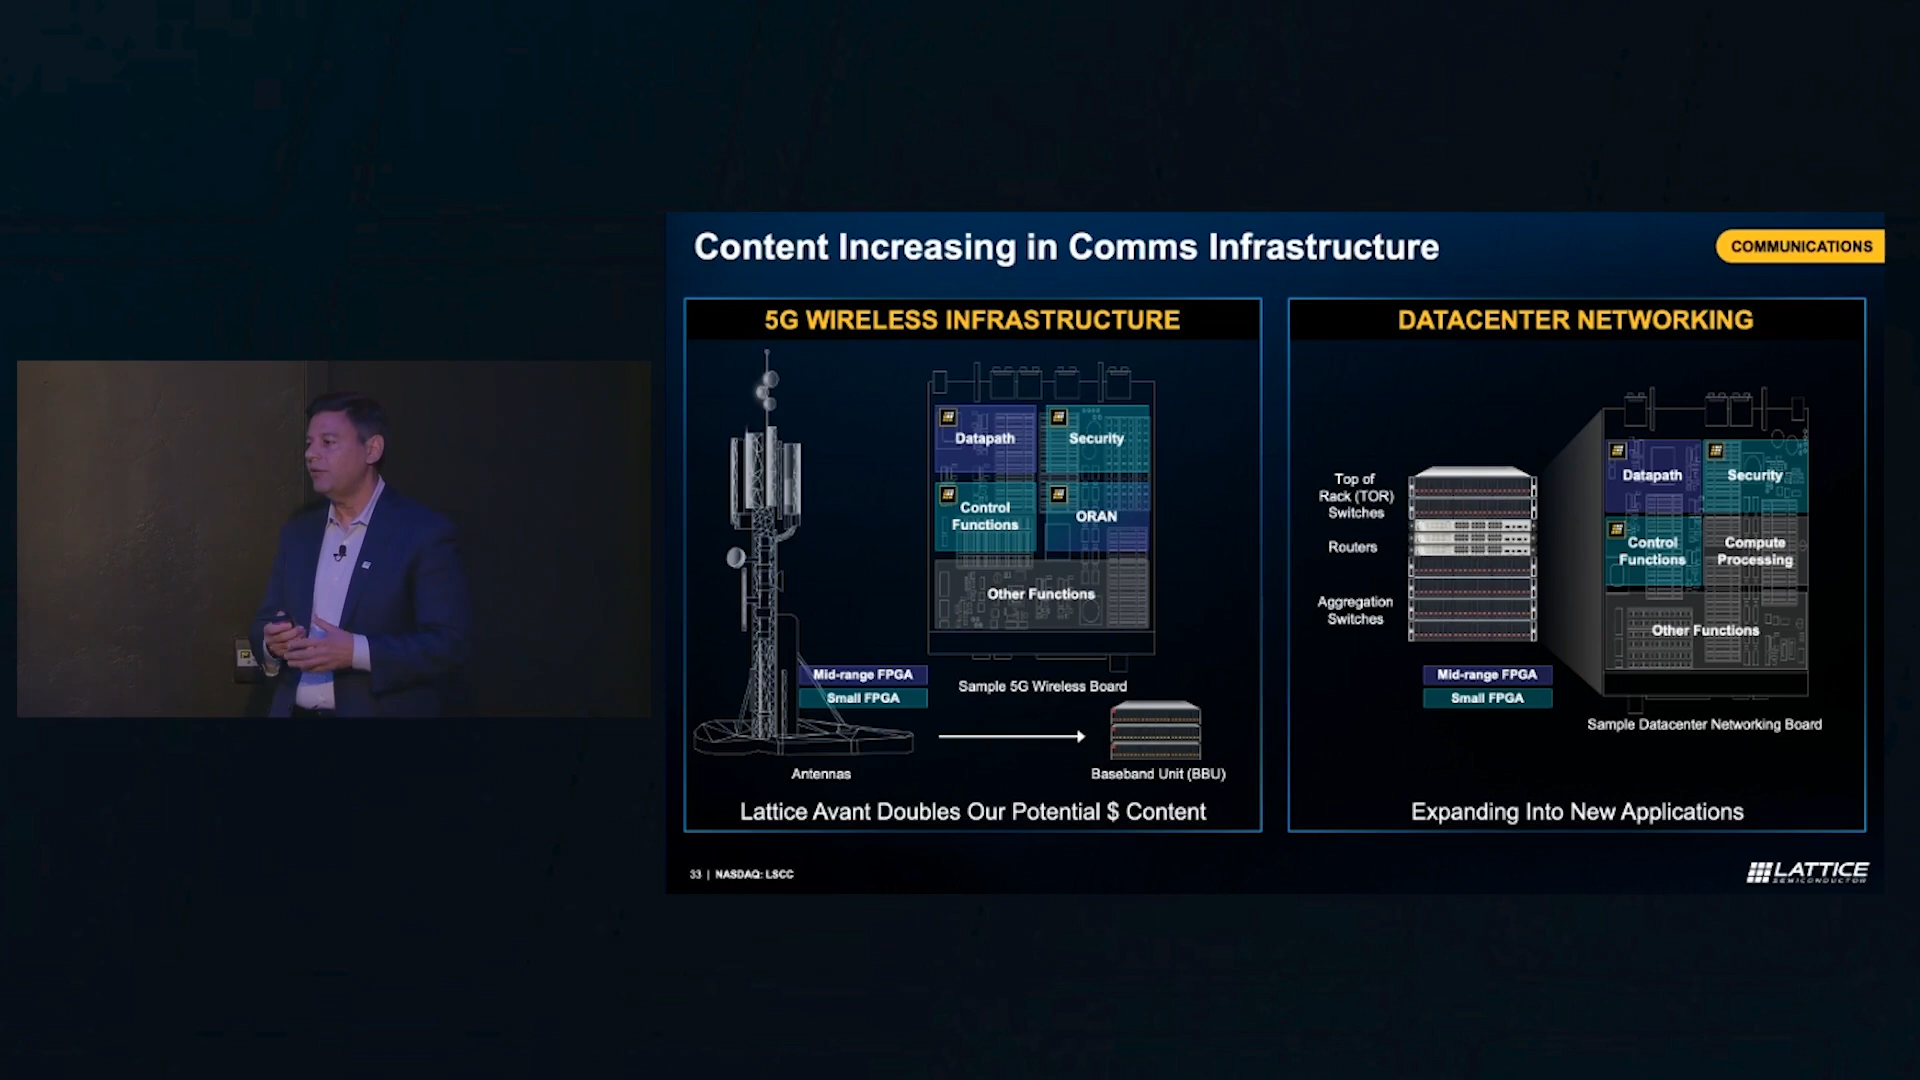 Content Increasing in Comms Infrastructure
COMMUNICATIONS
5G WIRELESS INFRASTRUCTURE
Datapath
Security
Control
Functions
ORAN
Other Functions
Mid-range FPGA
Small FPGA
Sample 5G Wireless Board
Antennas
Baseband Unit (BBU)
Lattice Avant Doubles Our Potential $ Content
DATACENTER NETWORKING
Top of
Rack (TOR)
Switches
Routers
Aggregation
Switches
Datapath
Security
Control
Functions
Compute
Processing
Other Functions
Mid-range FPGA
Small FPGA
Sample Datacenter Networking Board
Expanding Into New Applications
33 | NASDAQ: LSCC
LATTICE
SEMICONDUCTOR